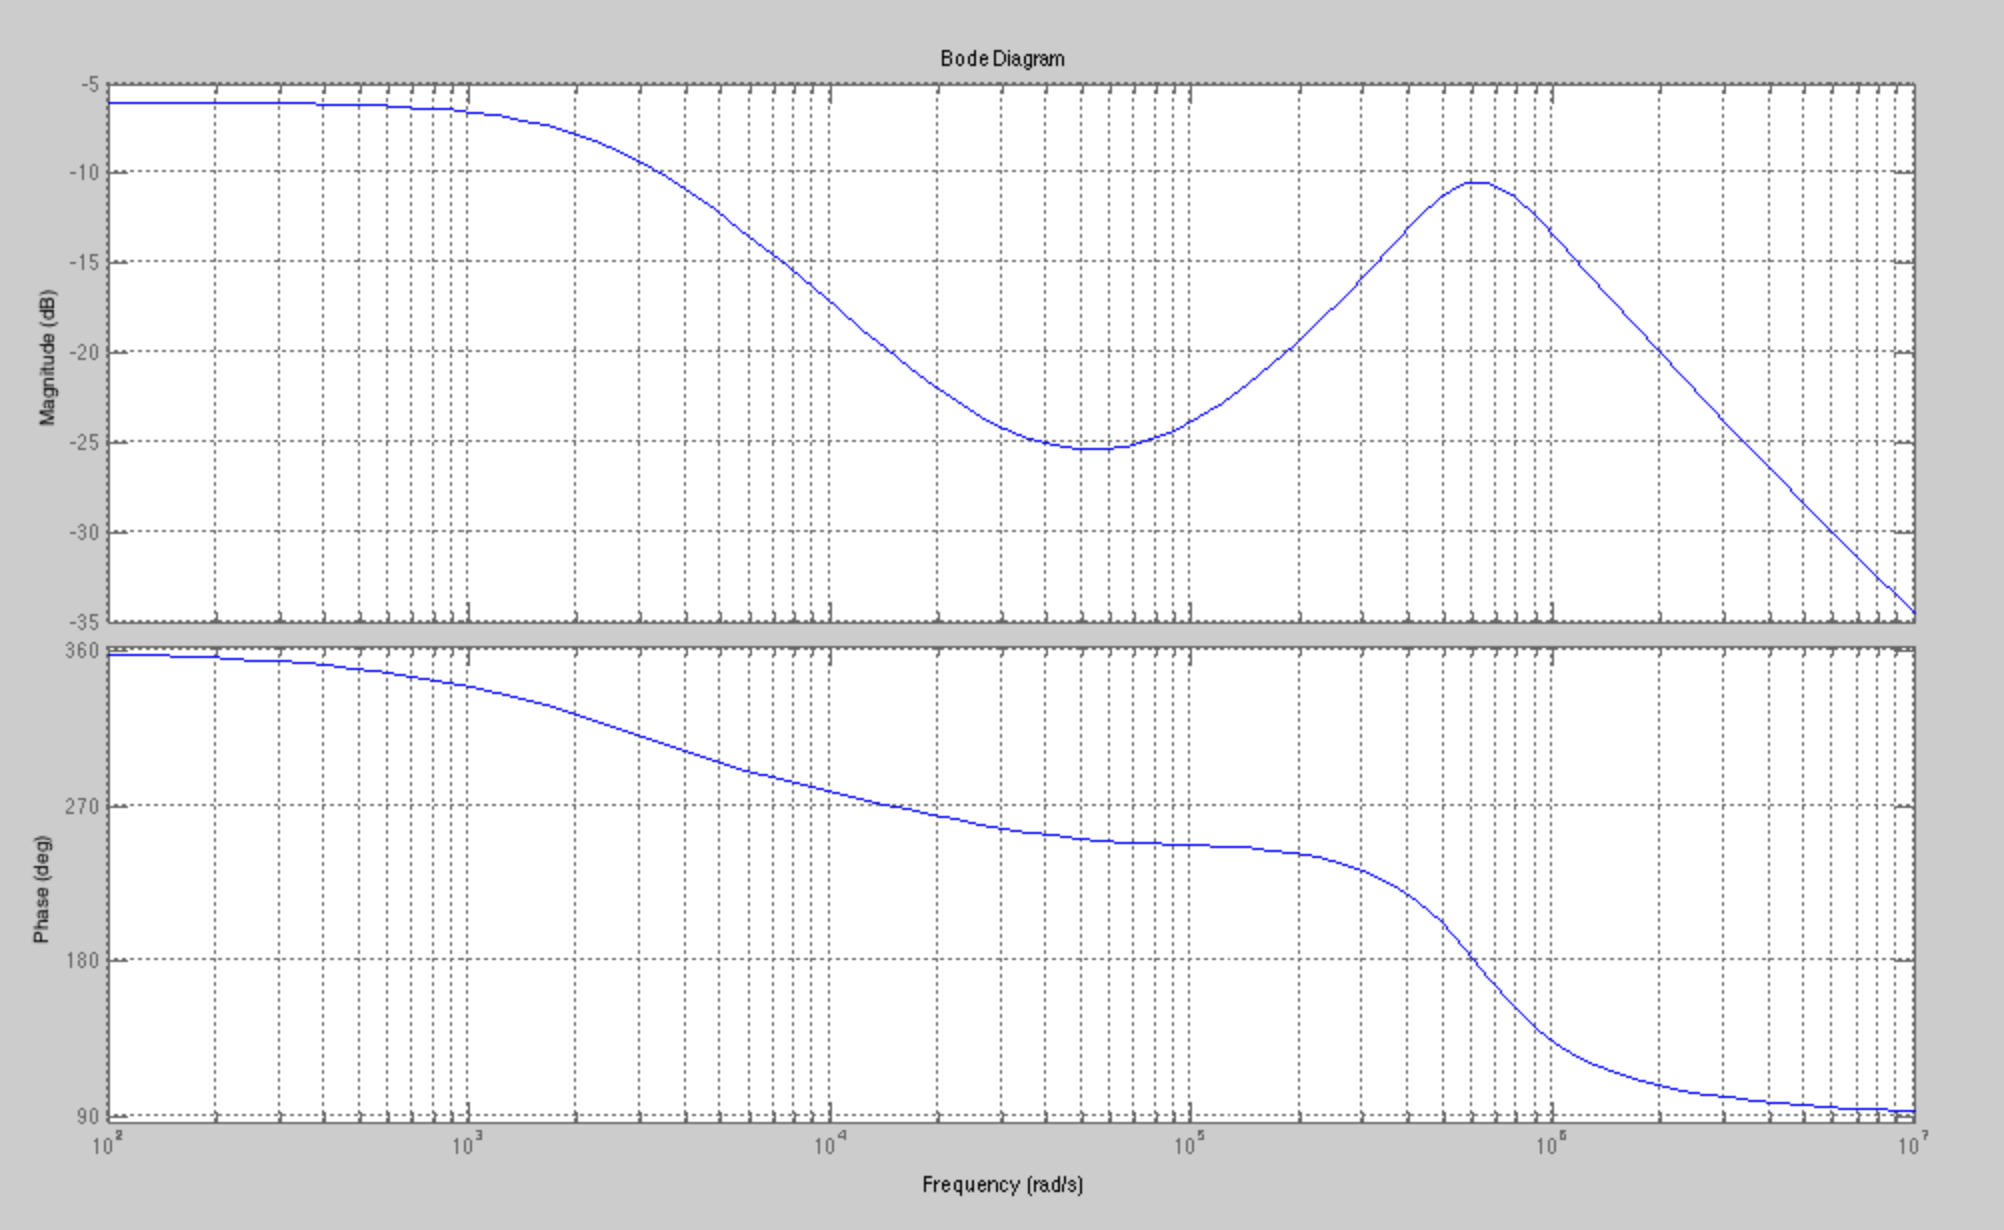 Bode Diagram
-5
-10
-15
-20
-25
-30
-35
Magnitude (dB)
360
270
180
90
Phase (deg)
10² 10³ 10⁴ 10⁵ 10⁶ 10⁷
Frequency (rad/s)